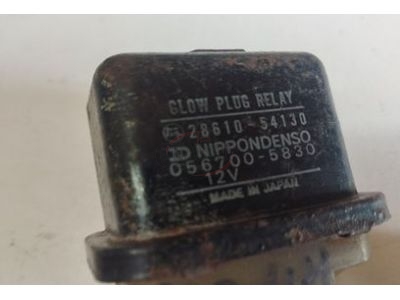 GLOW PLUG RELAY
28610-54130
NIPPONDENSO
056700-5830
12V
MADE IN JAPAN